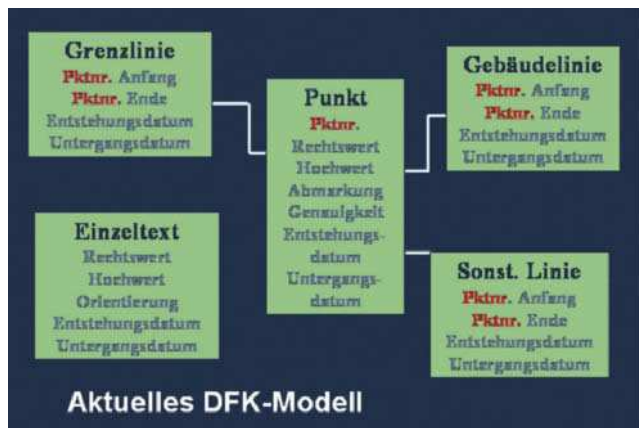 Grenzlinie
Pktnr. Anfang
Pktnr. Ende
Entstehungsdatum
Untergangsdatum
Punkt
Pktnr.
Rechtswert
Hochwert
Abmarkung
Genauigkeit
Entstehungs-
datum
Untergangs-
datum
Gebäudelinie
Pktnr. Anfang
Pktnr. Ende
Entstehungsdatum
Untergangsdatum
Einzeltext
Rechtswert
Hochwert
Orientierung
Entstehungsdatum
Untergangsdatum
Sonst. Linie
Pktnr. Anfang
Pktnr. Ende
Entstehungsdatum
Untergangsdatum
Aktuelles DFK-Modell